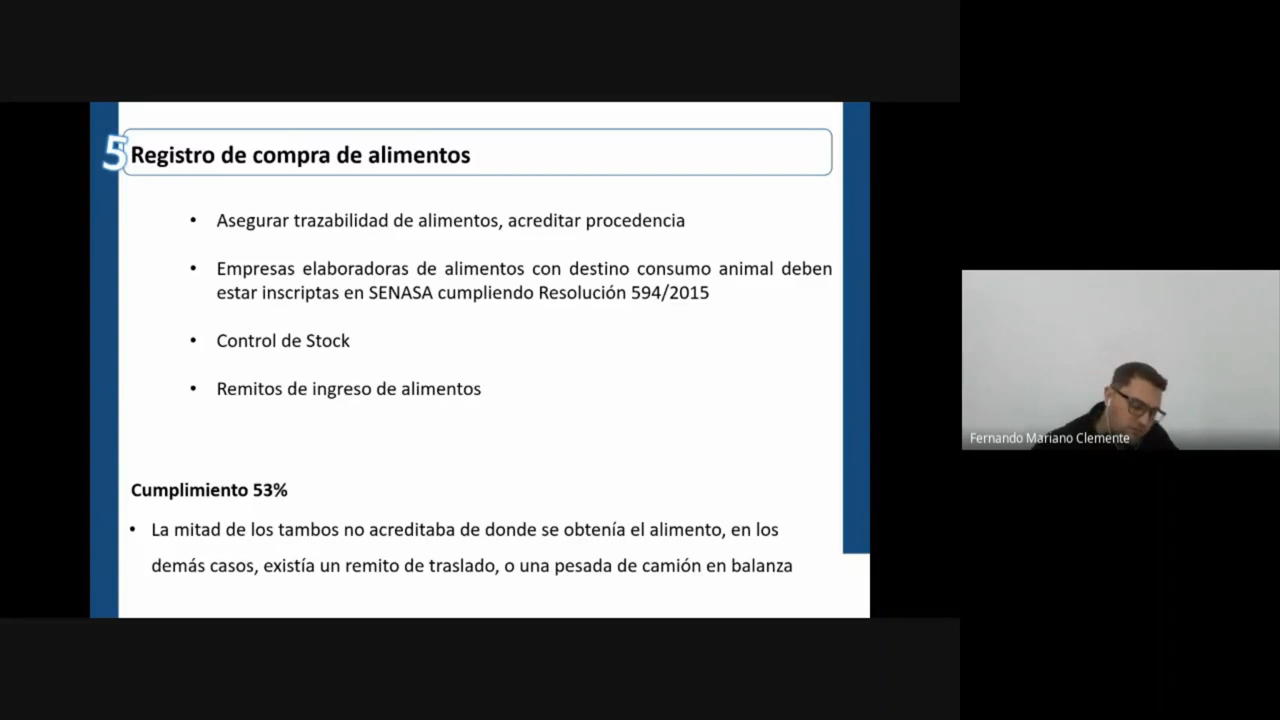 5
Registro de compra de alimentos
• Asegurar trazabilidad de alimentos, acreditar procedencia
• Empresas elaboradoras de alimentos con destino consumo animal deben
estar inscriptas en SENASA cumpliendo Resolución 594/2015
• Control de Stock
• Remitos de ingreso de alimentos
Cumplimiento 53%
• La mitad de los tambos no acreditaba de donde se obtenía el alimento, en los
demás casos, existía un remito de traslado, o una pesada de camión en balanza
Fernando Mariano Clemente